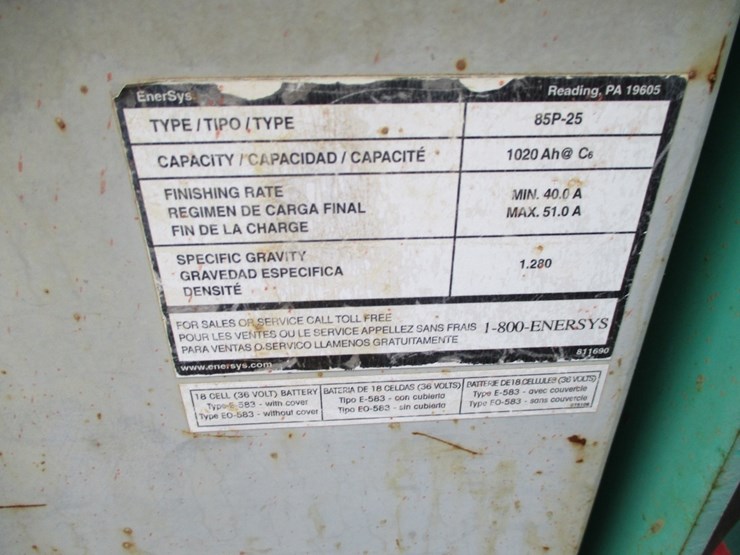 EnerSys
Reading, PA 19605
TYPE / TIPO / TYPE
85P-25
CAPACITY / CAPACIDAD / CAPACITÉ
1020 Ah@ C6
FINISHING RATE
REGIMEN DE CARGA FINAL
FIN DE LA CHARGE
MIN. 40.0 A
MAX. 51.0 A
SPECIFIC GRAVITY
GRAVEDAD ESPECIFICA
DENSITÉ
1.280
FOR SALES OR SERVICE CALL TOLL FREE
POUR LES VENTES OU LE SERVICE APPELLEZ SANS FRAIS
PARA VENTAS O SERVICO LLAMENOS GRATUITAMENTE
1-800-ENERSYS
www.enersys.com
811690
18 CELL (36 VOLT) BATTERY
Type E-583 - with cover
Type EO-583 - without cover
BATERIA DE 18 CELDAS (36 VOLTS)
Tipo E-583 - con cubierta
Tipo EO-583 - sin cubierta
BATTERIE DE 18 CELLULES (36 VOLTS)
Type E-583 - avec couvercle
Type EO-583 - sans couvercle